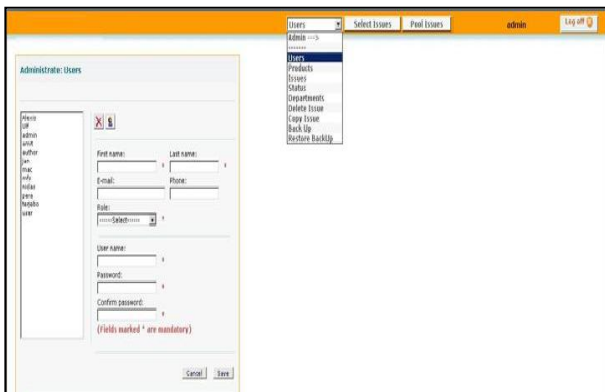 Users Select Issues Pool Issues admin Log off
Admin --->
-------
Users
Products
Issues
Status
Departments
Delete Issue
Copy Issue
Back Up
Restore BackUp
Administrate: Users
Alexis
admin
author
jan
mac
user
First name: Last name:
* *
E-mail: Phone:
Role:
------Select------ *
User name:
*
Password:
*
Confirm password:
*
(Fields marked * are mandatory)
Cancel Save